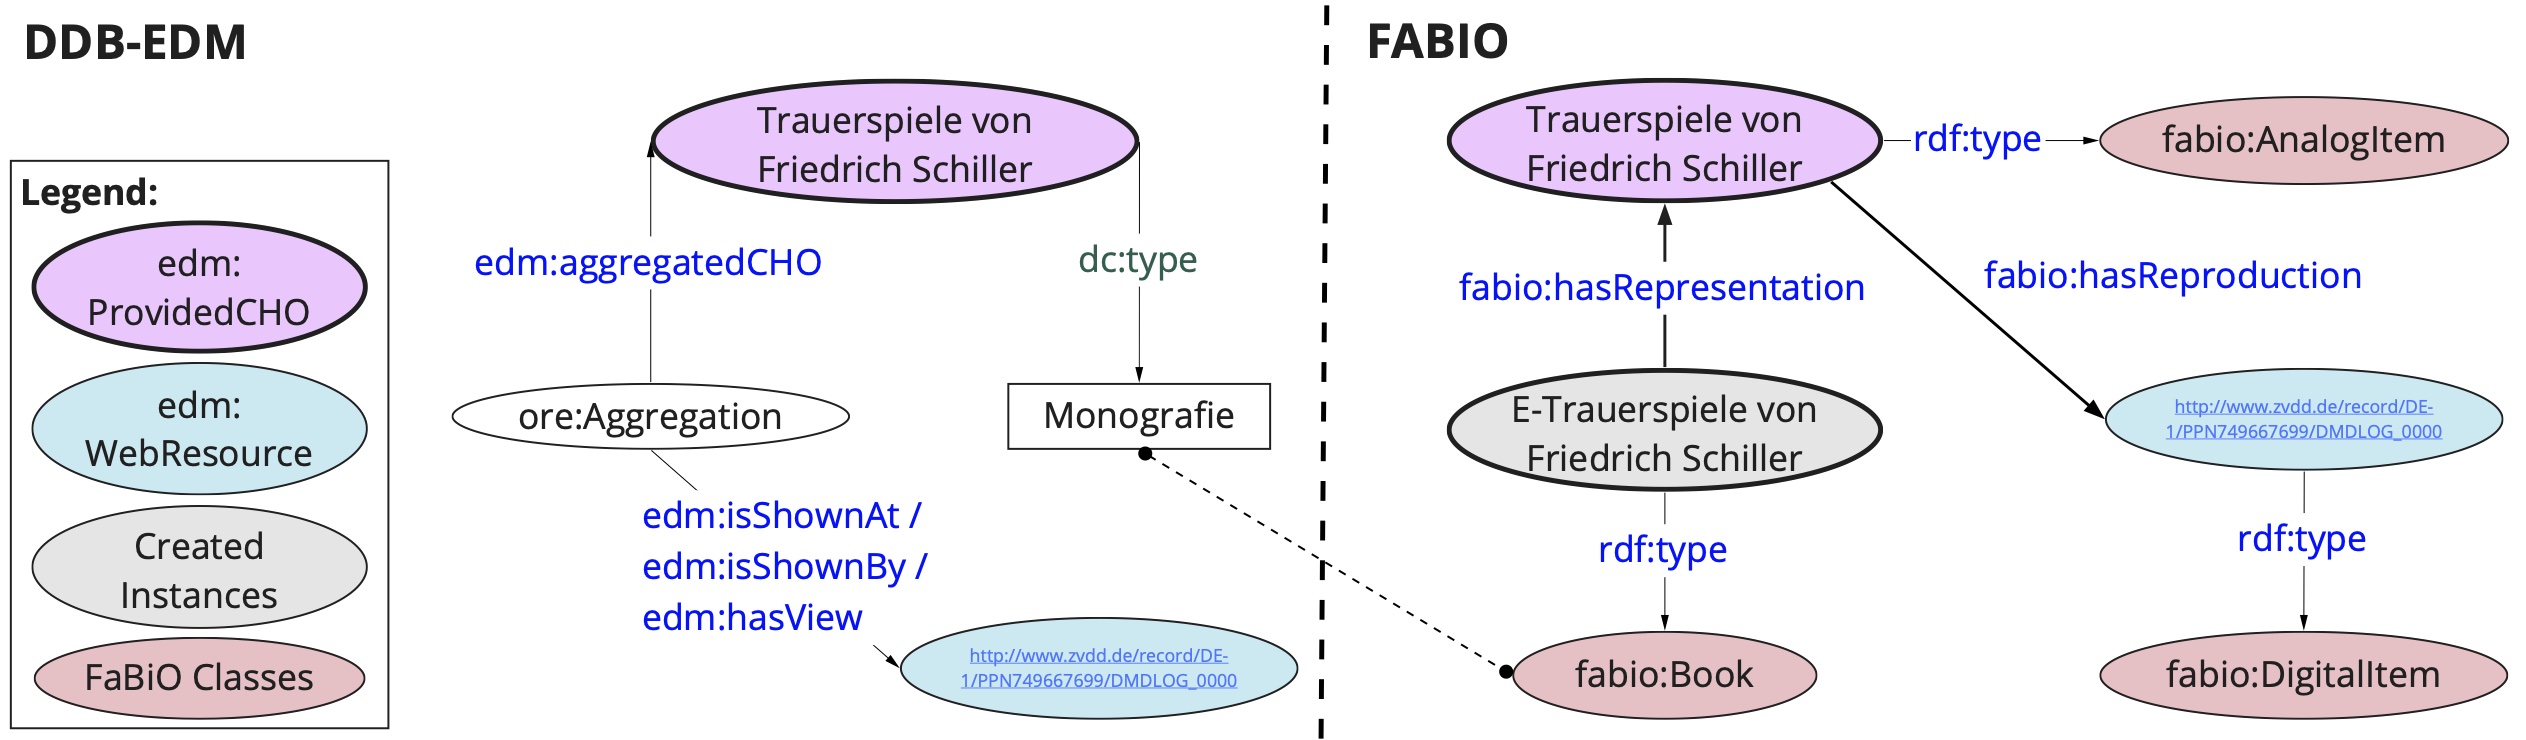 DDB-EDM
Legend:
edm:
ProvidedCHO
edm:
WebResource
Created
Instances
FaBiO Classes
Trauerspiele von
Friedrich Schiller
edm:aggregatedCHO
dc:type
ore:Aggregation
Monografie
edm:isShownAt /
edm:isShownBy /
edm:hasView
http://www.zvdd.de/record/DE-
1/PPN749667699/DMDLOG_0000
FABIO
Trauerspiele von
Friedrich Schiller
rdf:type
fabio:AnalogItem
fabio:hasRepresentation
fabio:hasReproduction
E-Trauerspiele von
Friedrich Schiller
http://www.zvdd.de/record/DE-
1/PPN749667699/DMDLOG_0000
rdf:type
rdf:type
fabio:Book
fabio:DigitalItem